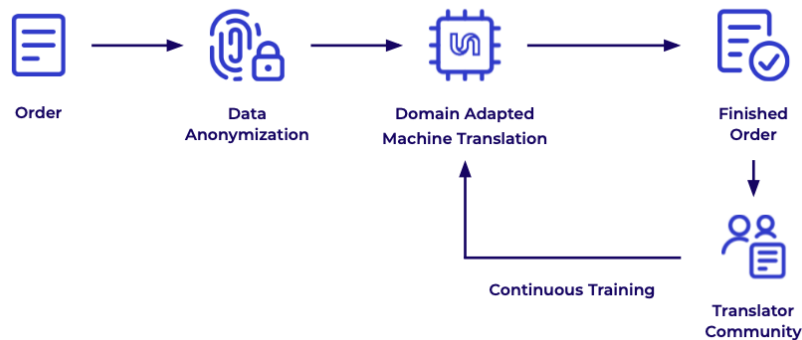 Order
Data
Anonymization
Domain Adapted
Machine Translation
Finished
Order
Continuous Training
Translator
Community